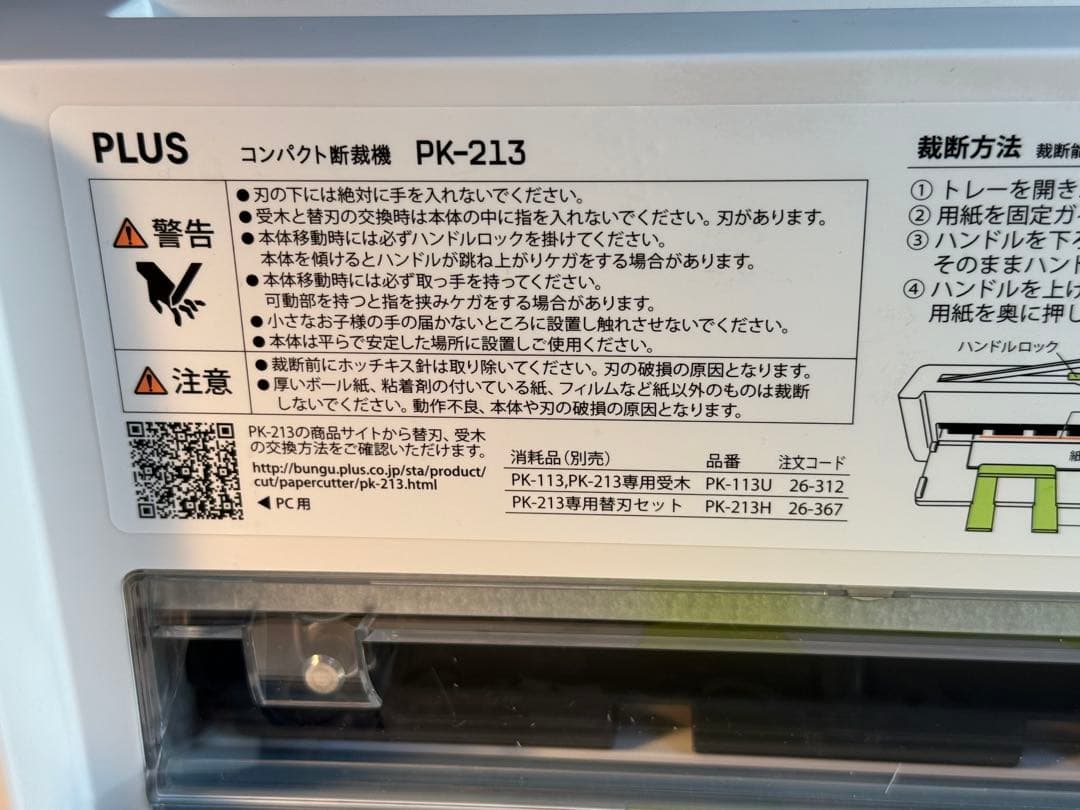 PLUS コンパクト断裁機 PK-213
警告
●刃の下には絶対に手を入れないでください。
●受木と替刃の交換時は本体の中に指を入れないでください。刃があります。
●本体移動時には必ずハンドルロックを掛けてください。
本体を傾けるとハンドルが跳ね上がりケガをする場合があります。
●本体移動時には必ず取っ手を持ってください。
可動部を持つと指を挟みケガをする場合があります。
●小さなお子様の手の届かないところに設置し触れさせないでください。
●本体は平らで安定した場所に設置しご使用ください。
注意
●裁断前にホッチキス針は取り除いてください。刃の破損の原因となります。
●厚いボール紙、粘着剤の付いている紙、フィルムなど紙以外のものは裁断
しないでください。動作不良、本体や刃の破損の原因となります。
PK-213の商品サイトから替刃、受木
の交換方法をご確認いただけます。
http://bungu.plus.co.jp/sta/product/
cut/papercutter/pk-213.html
◀PC用
消耗品(別売) 品番 注文コード
PK-113,PK-213専用受木 PK-113U 26-312
PK-213専用替刃セット PK-213H 26-367
裁断方法 裁断能
① トレーを開き
② 用紙を固定ガ
③ ハンドルを下
そのままハン
④ ハンドルを上げ
用紙を奥に押し
ハンドルロック
紙